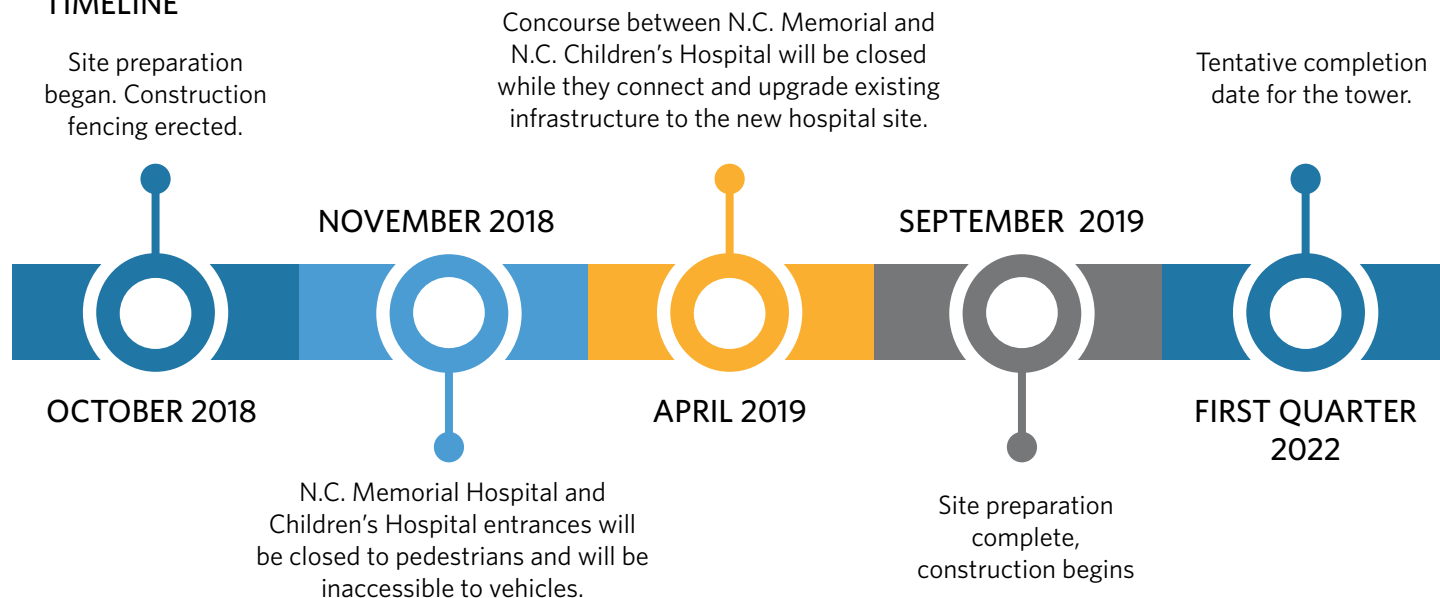 TIMELINE
Site preparation
began. Construction
fencing erected.
OCTOBER 2018
NOVEMBER 2018
N.C. Memorial Hospital and
Children’s Hospital entrances will
be closed to pedestrians and will be
inaccessible to vehicles.
Concourse between N.C. Memorial and
N.C. Children’s Hospital will be closed
while they connect and upgrade existing
infrastructure to the new hospital site.
APRIL 2019
SEPTEMBER 2019
Site preparation
complete,
construction begins
Tentative completion
date for the tower.
FIRST QUARTER
2022